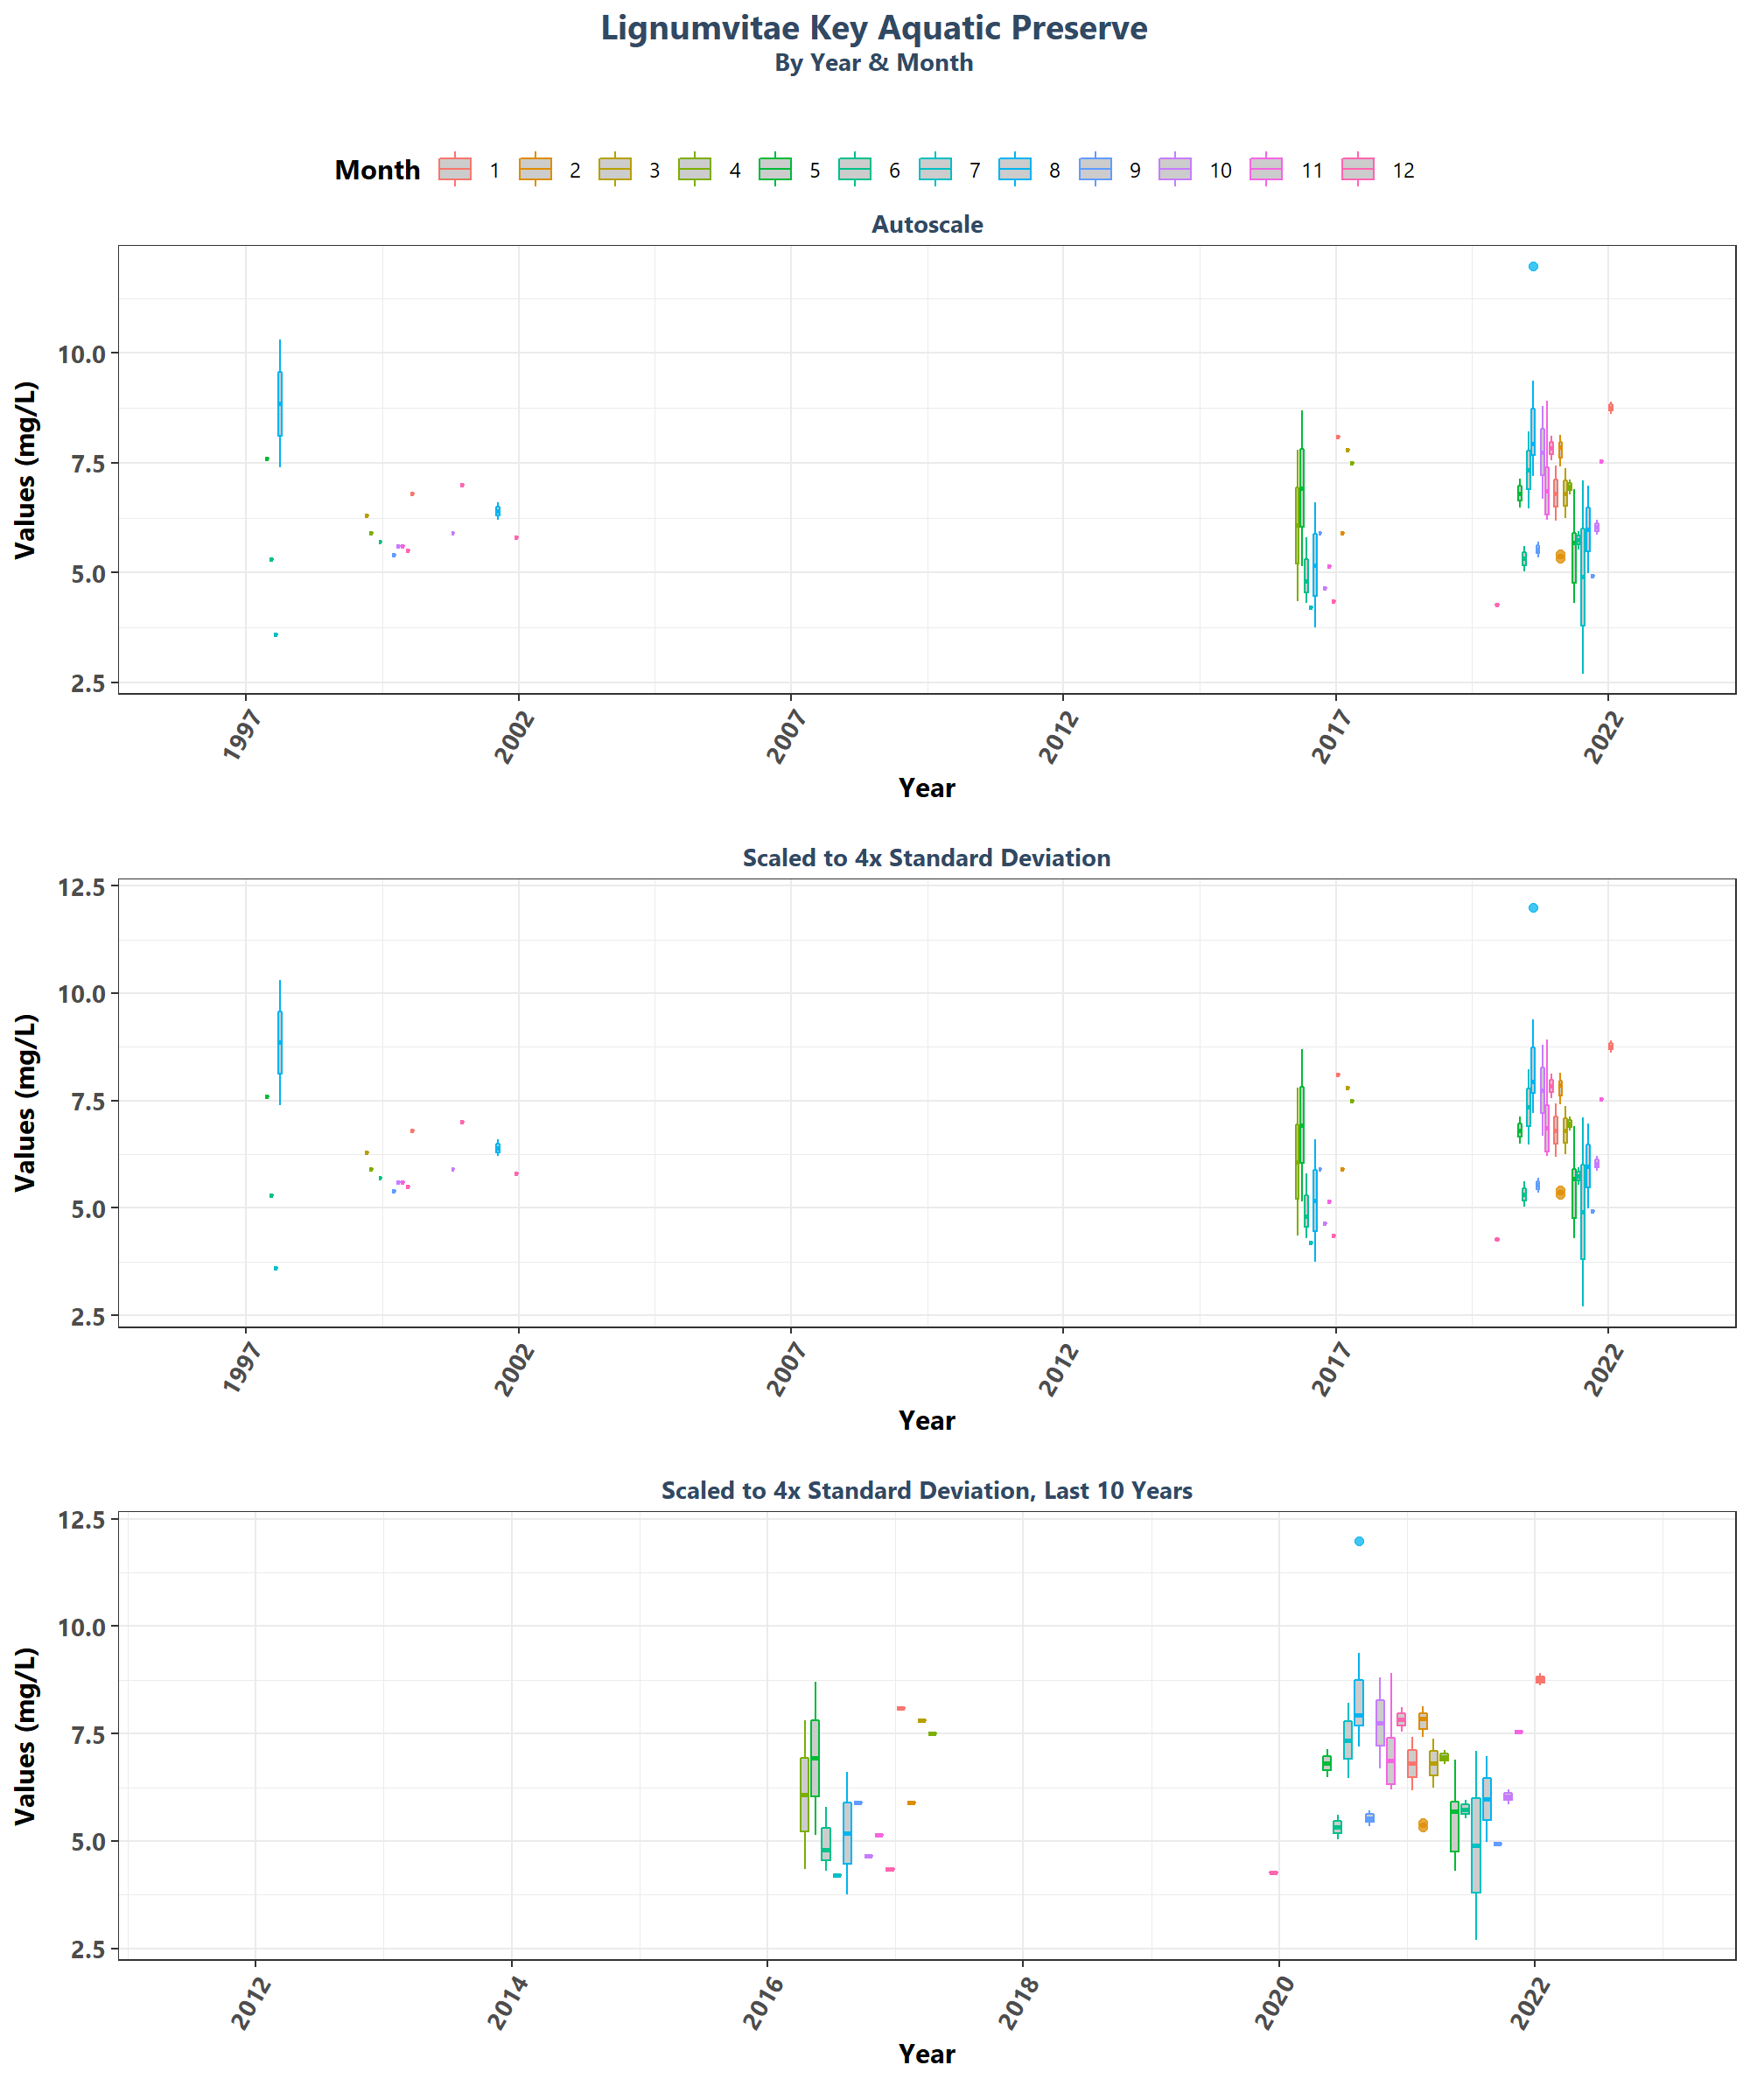 Lignumvitae Key Aquatic Preserve
By Year & Month
Month 1 2 3 4 5 6 7 8 9 10 11 12
Autoscale
Values (mg/L)
10.0
7.5
5.0
2.5
1997 2002 2007 2012 2017 2022
Year
Scaled to 4x Standard Deviation
Values (mg/L)
12.5
10.0
7.5
5.0
2.5
1997 2002 2007 2012 2017 2022
Year
Scaled to 4x Standard Deviation, Last 10 Years
Values (mg/L)
12.5
10.0
7.5
5.0
2.5
2012 2014 2016 2018 2020 2022
Year